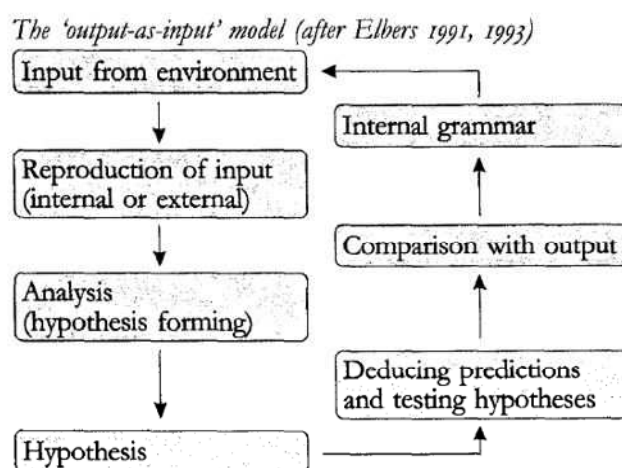 The 'output-as-input' model (after Elbers 1991, 1993)
Input from environment
Reproduction of input
(internal or external)
Analysis
(hypothesis forming)
Hypothesis
Deducing predictions
and testing hypotheses
Comparison with output
Internal grammar